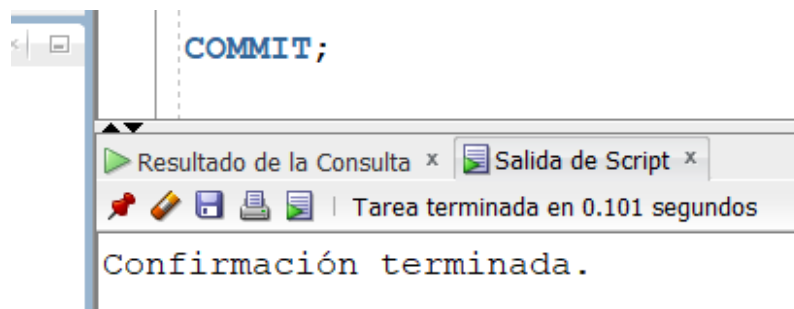 COMMIT;
Resultado de la Consulta x Salida de Script x
Tarea terminada en 0.101 segundos
Confirmación terminada.